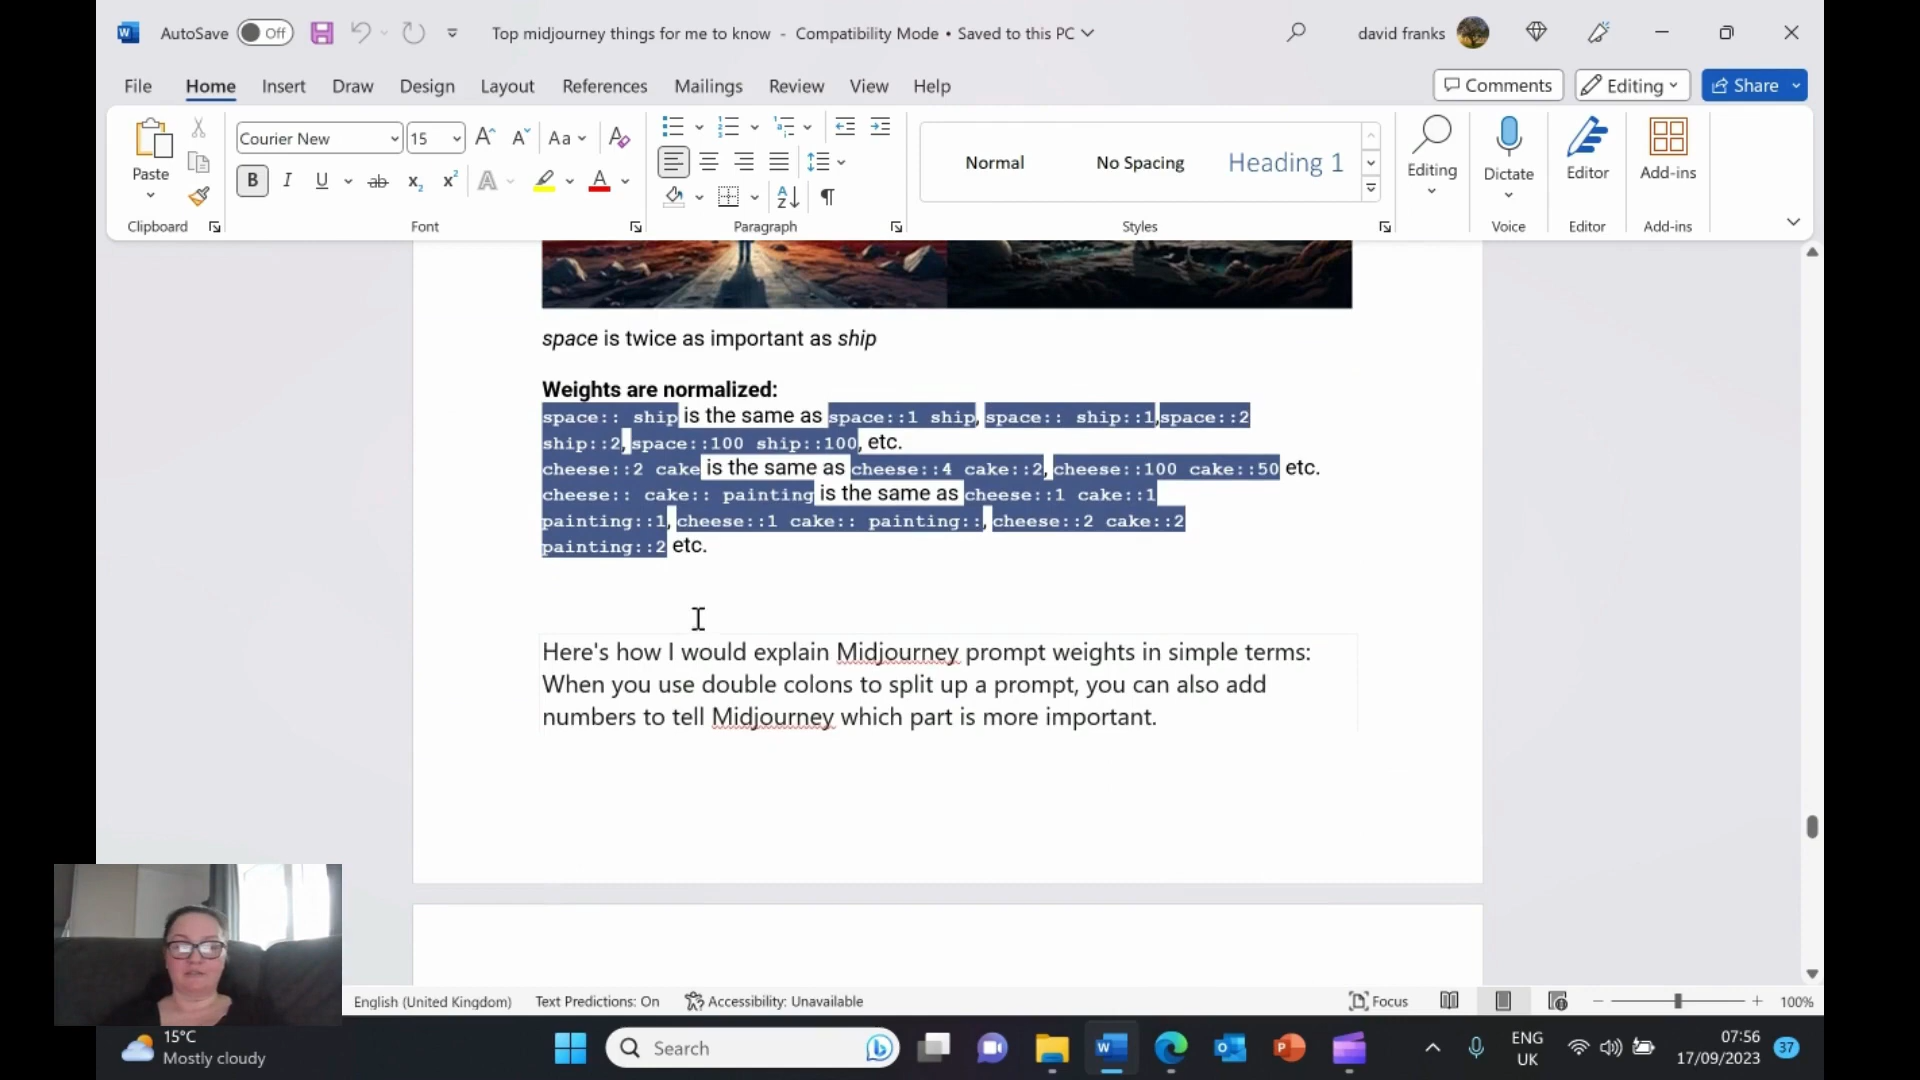 AutoSave Off Top midjourney things for me to know - Compatibility Mode • Saved to this PC david franks
File Home Insert Draw Design Layout References Mailings Review View Help Comments Editing Share
Paste Courier New 15 Aa Normal No Spacing Heading 1 Editing Dictate Editor Add-ins
B I U ab x₂ x² A A
Clipboard Font Paragraph Styles Voice Editor Add-ins
space is twice as important as ship
Weights are normalized:
space:: ship is the same as space::1 ship, space:: ship::1,space::2
ship::2,space::100 ship::100, etc.
cheese::2 cake is the same as cheese::4 cake::2, cheese::100 cake::50 etc.
cheese:: cake:: painting is the same as cheese::1 cake::1
painting::1, cheese::1 cake:: painting::, cheese::2 cake::2
painting::2 etc.
Here's how I would explain Midjourney prompt weights in simple terms:
When you use double colons to split up a prompt, you can also add
numbers to tell Midjourney which part is more important.
English (United Kingdom) Text Predictions: On Accessibility: Unavailable Focus 100%
15°C
Mostly cloudy
Search
ENG
UK
07:56
17/09/2023
37